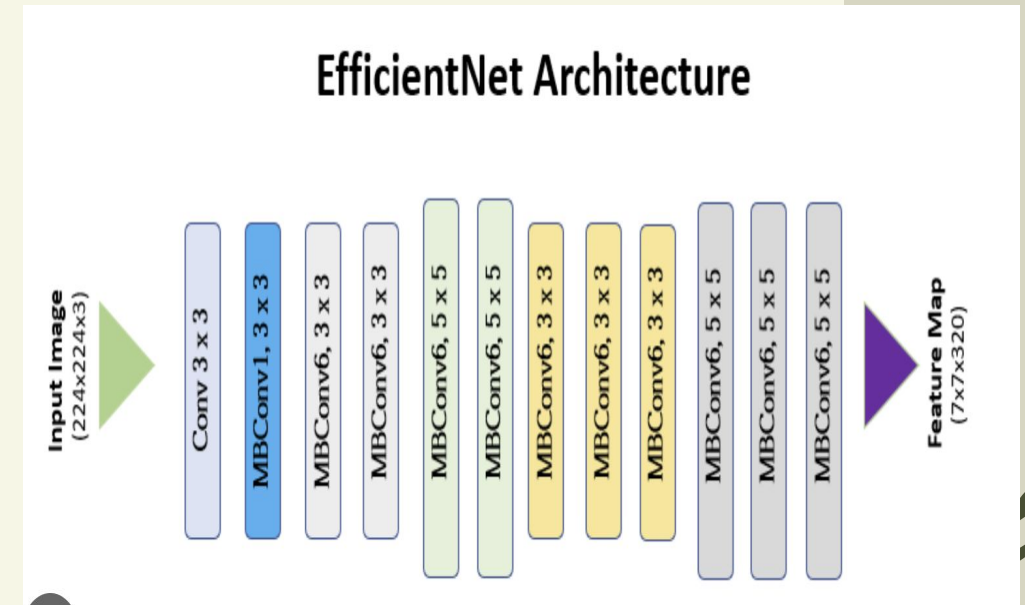 EfficientNet Architecture
Input Image
(224x224x3)
Conv 3 x 3
MBConv1, 3 x 3
MBConv6, 3 x 3
MBConv6, 3 x 3
MBConv6, 5 x 5
MBConv6, 5 x 5
MBConv6, 3 x 3
MBConv6, 3 x 3
MBConv6, 3 x 3
MBConv6, 5 x 5
MBConv6, 5 x 5
MBConv6, 5 x 5
Feature Map
(7x7x320)